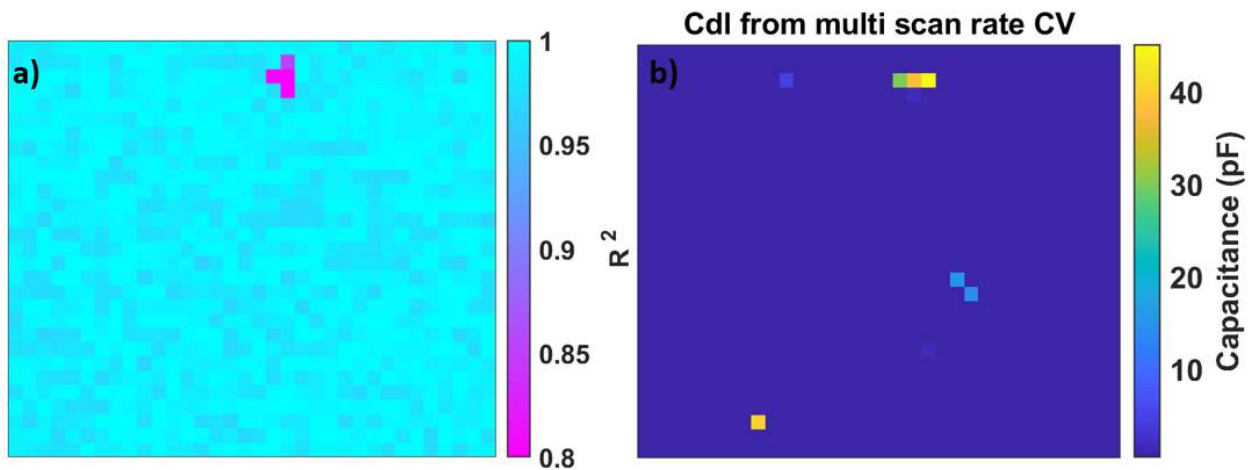 a)
1
0.95
0.9
0.85
0.8
R 2
Cdl from multi scan rate CV
b)
40
30
20
10
Capacitance (pF)